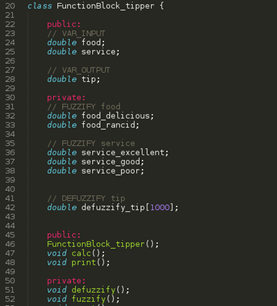 20 class FunctionBlock_tipper {
21
22 public:
23 // VAR_INPUT
24 double food;
25 double service;
26
27 // VAR_OUTPUT
28 double tip;
29
30 private:
31 // FUZZIFY food
32 double food_delicious;
33 double food_rancid;
34
35 // FUZZIFY service
36 double service_excellent;
37 double service_good;
38 double service_poor;
39
40
41 // DEFUZZIFY tip
42 double defuzzify_tip[1000];
43
44
45 public:
46 FunctionBlock_tipper();
47 void calc();
48 void print();
49
50 private:
51 void defuzzify();
52 void fuzzify();